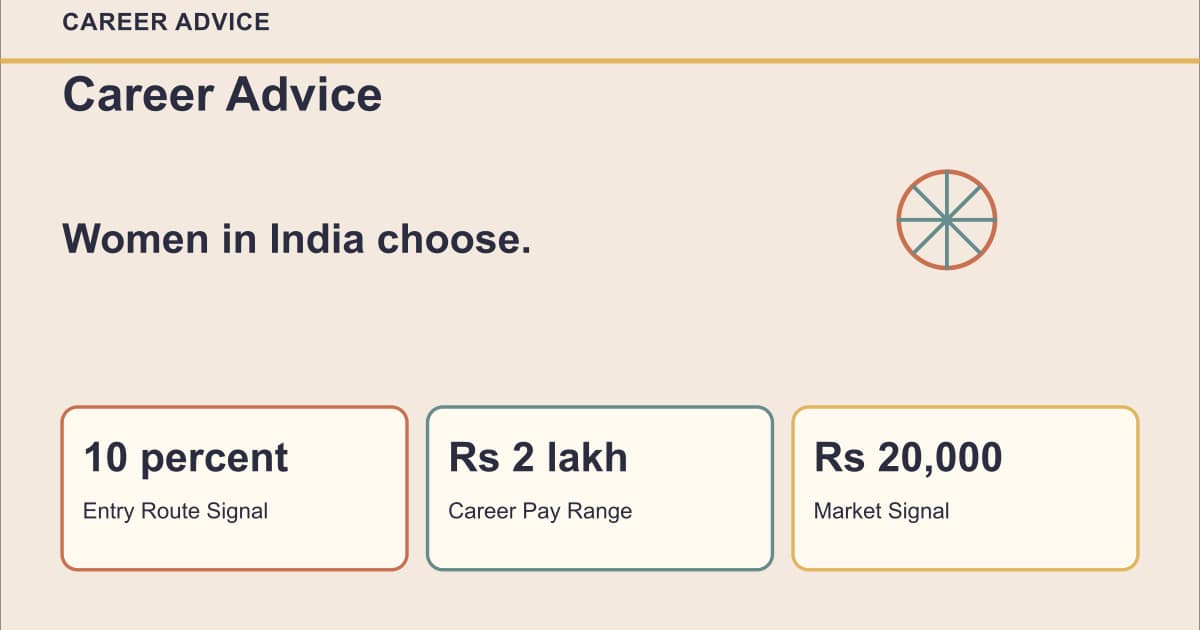 CAREER ADVICE
Career Advice
Women in India choose.
10 percent
Entry Route Signal
Rs 2 lakh
Career Pay Range
Rs 20,000
Market Signal